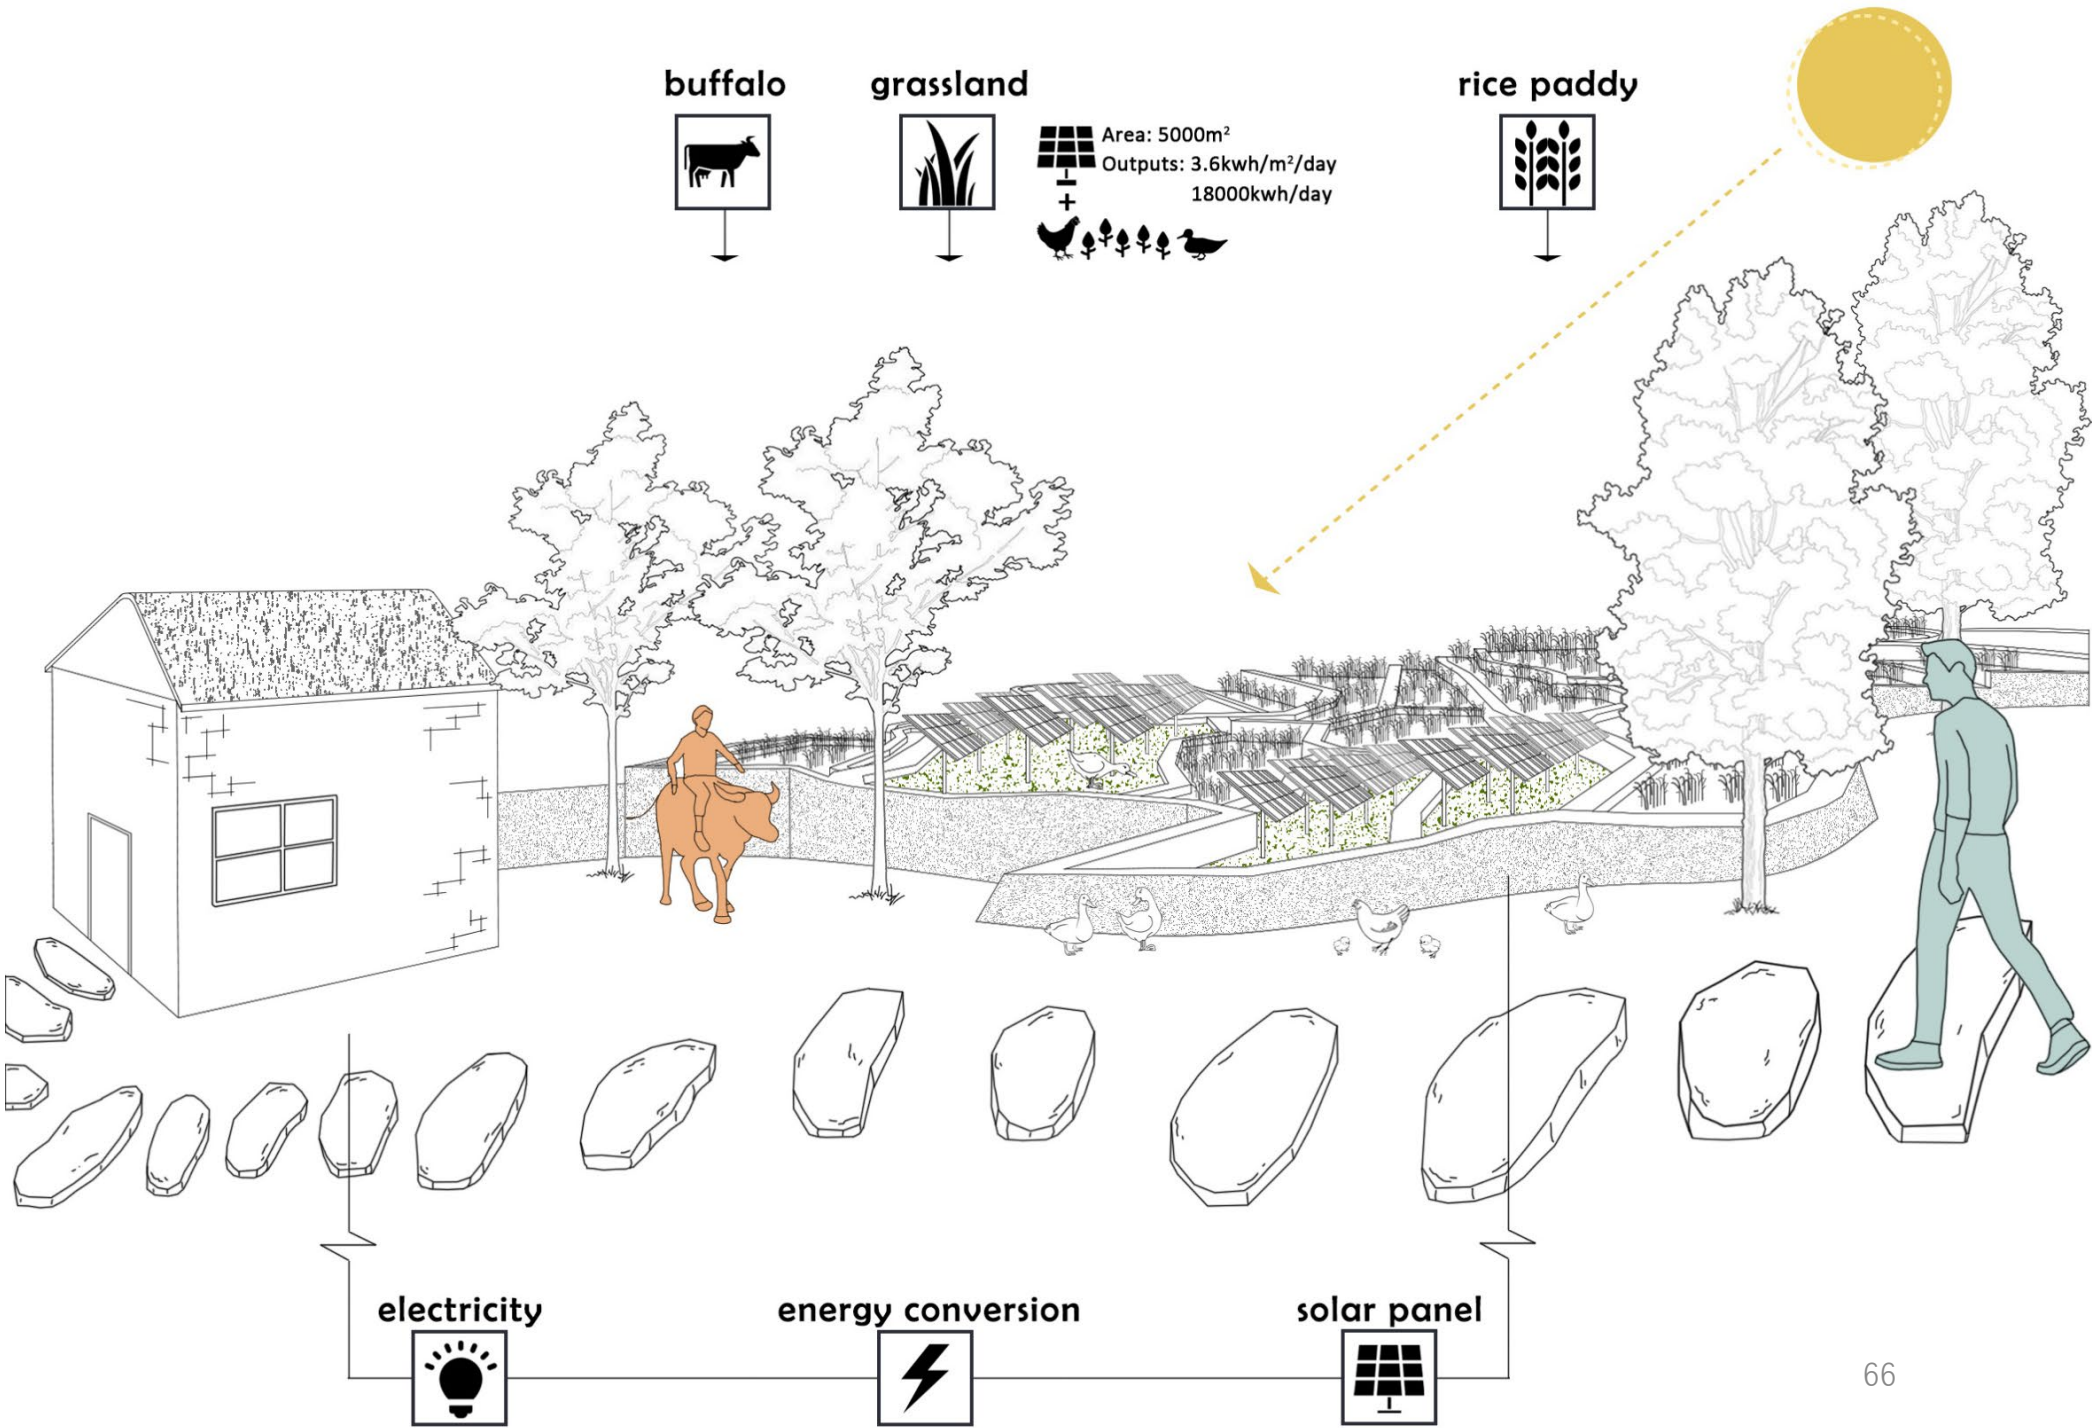 buffalo
grassland
rice paddy
Area: 5000m²
Outputs: 3.6kwh/m²/day
18000kwh/day
electricity
energy conversion
solar panel
66